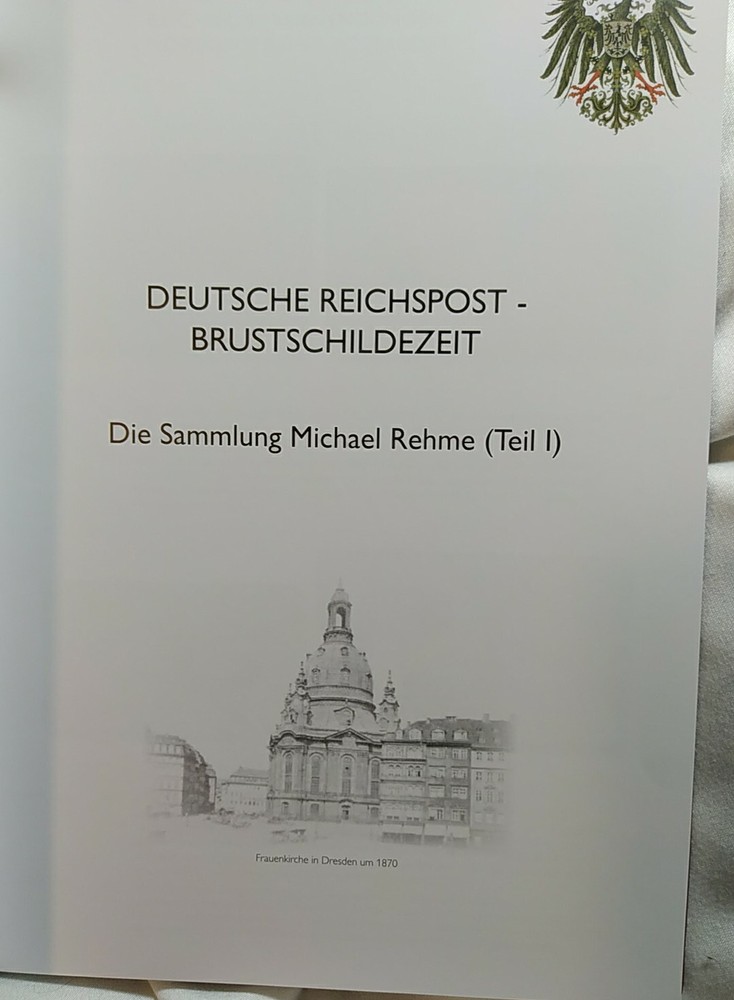 DEUTSCHE REICHSPOST -
BRUSTSCHILDEZEIT
Die Sammlung Michael Rehme (Teil I)
Frauenkirche in Dresden um 1870